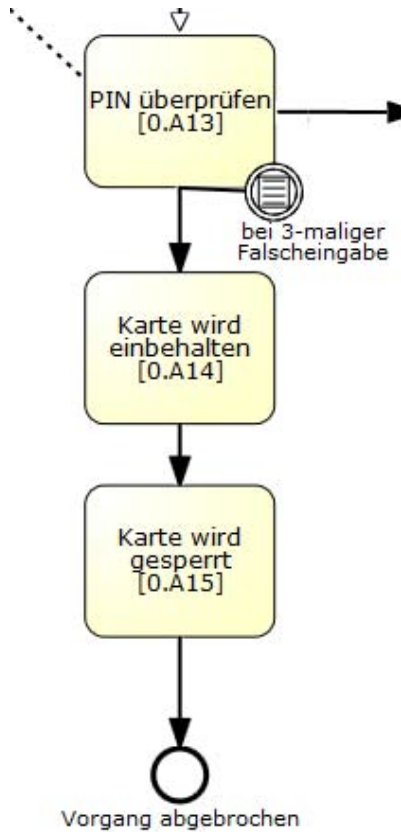 PIN überprüfen
[0.A13]
bei 3-maliger
Falscheingabe
Karte wird
einbehalten
[0.A14]
Karte wird
gesperrt
[0.A15]
Vorgang abgebrochen